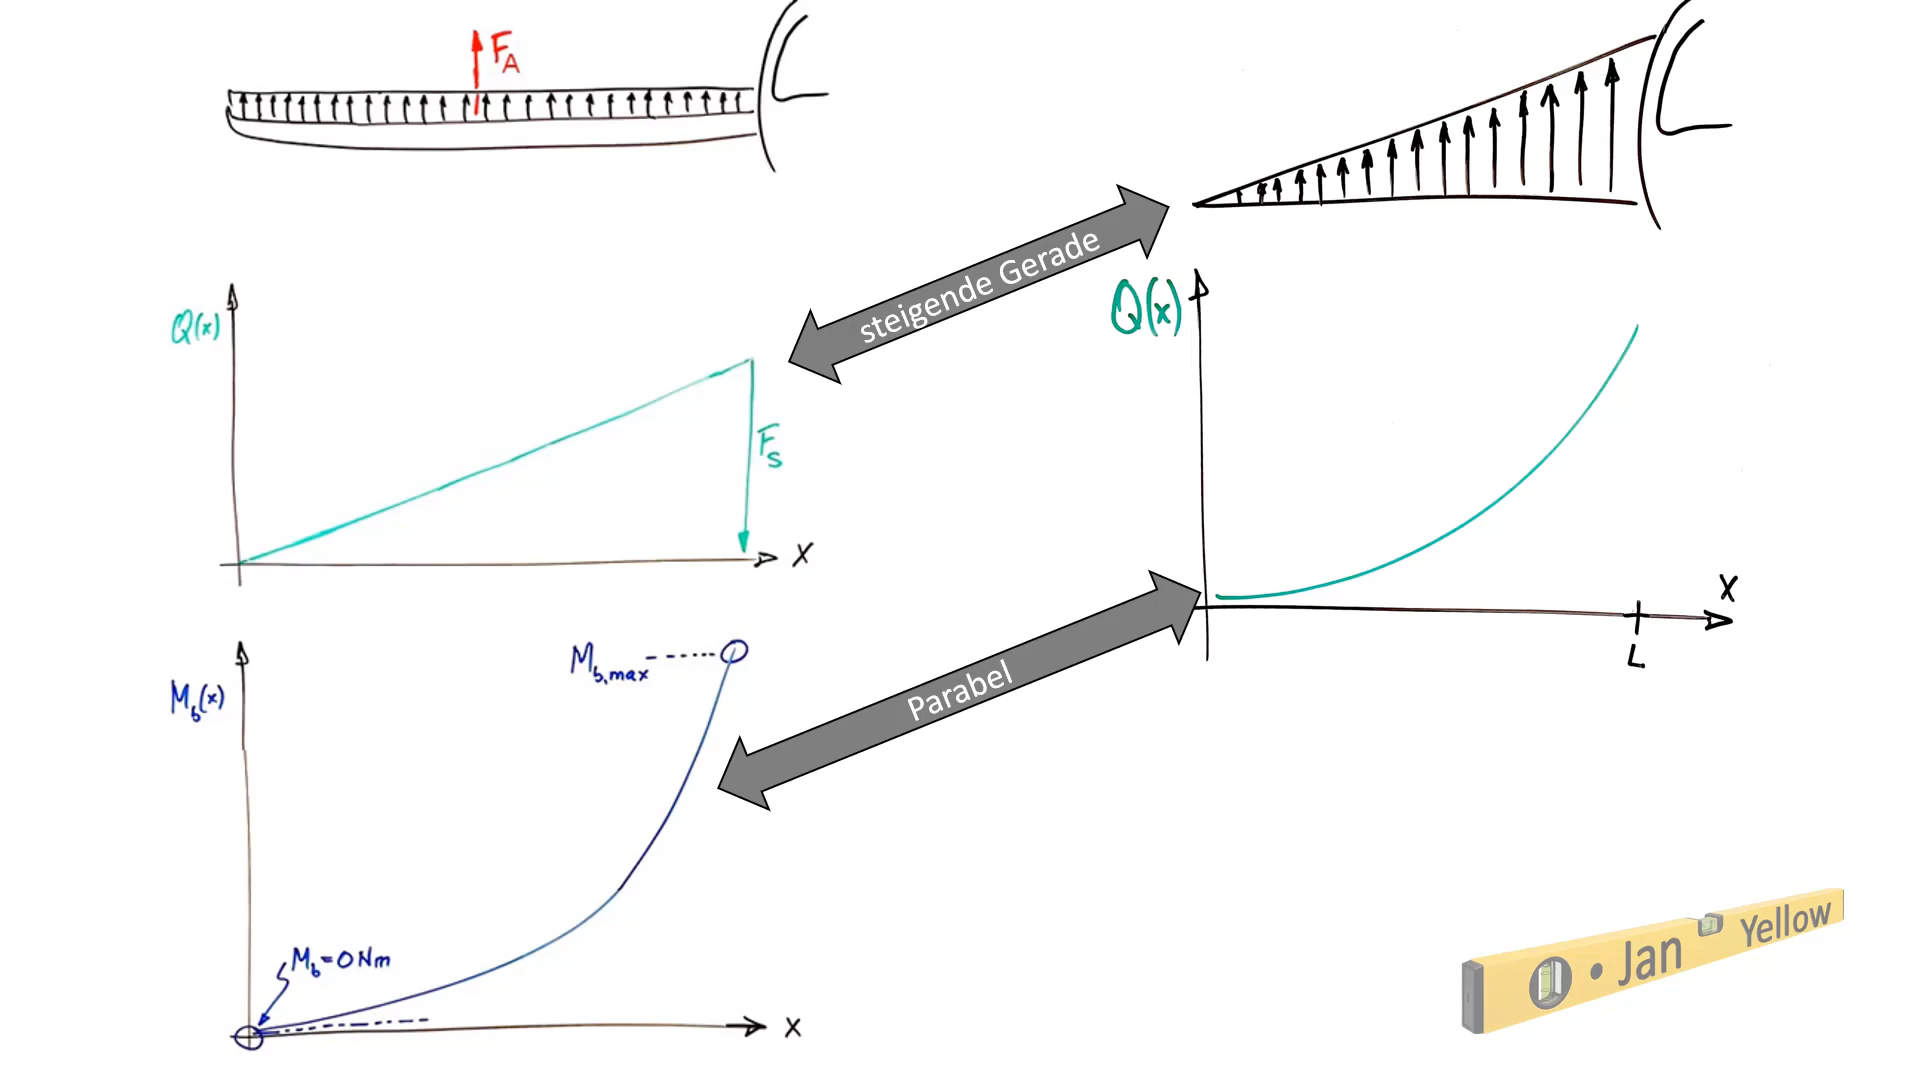 F_A
Q(x)
F_S
X
steigende Gerade
Q(x)
X
L
M_b(x)
M_b,max
M_b=0Nm
X
Parabel
Jan Yellow